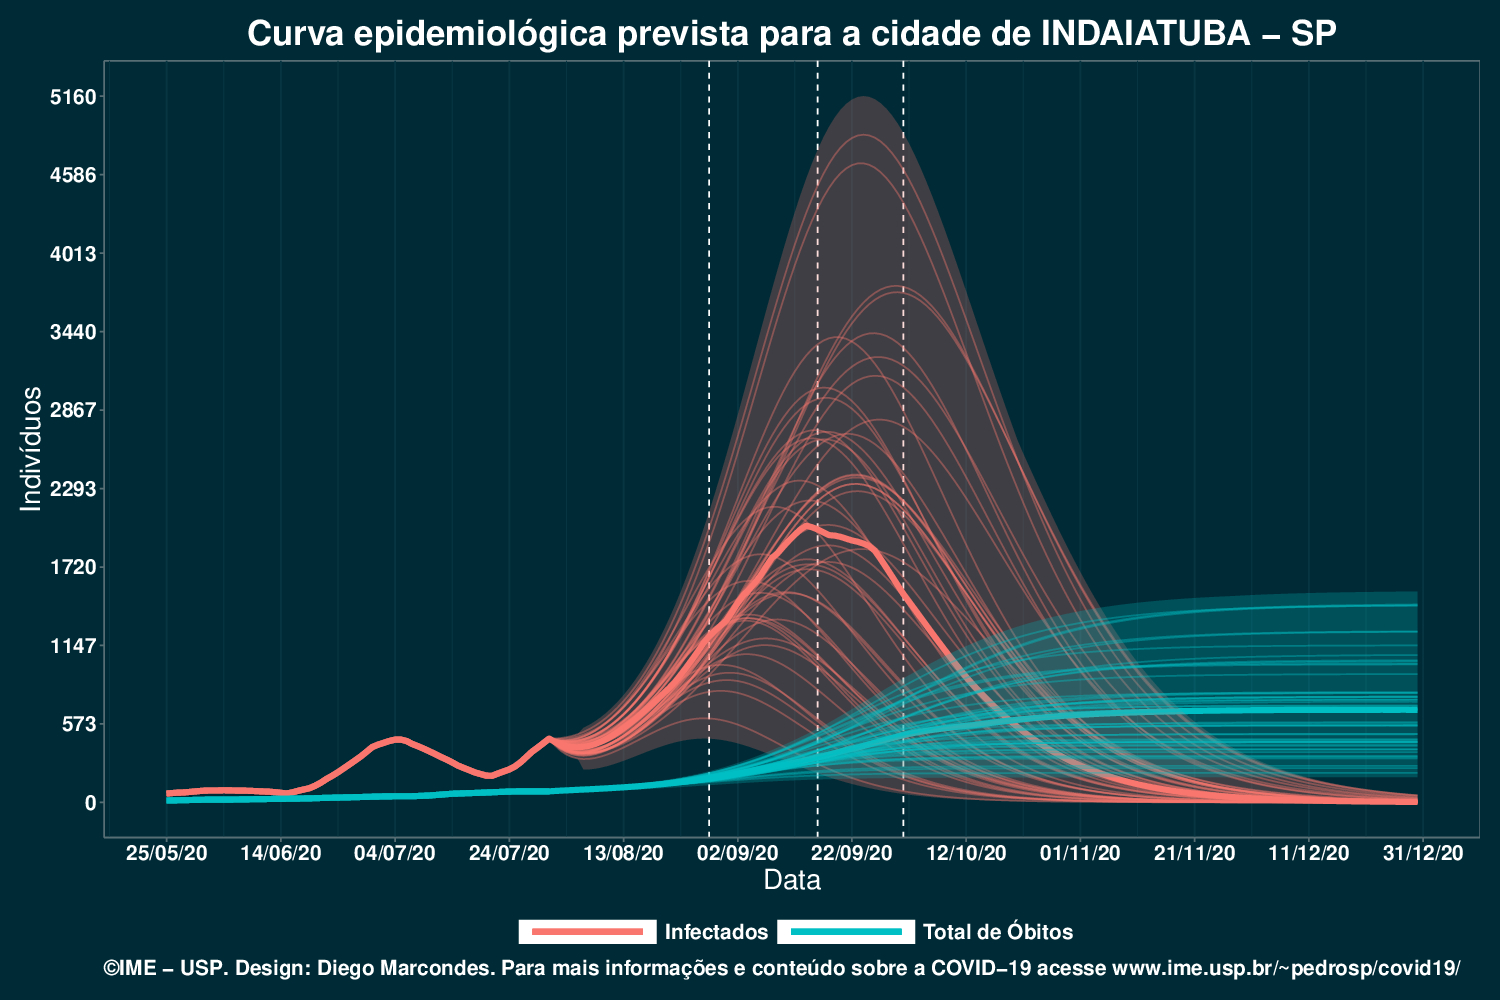 Curva epidemiológica prevista para a cidade de INDAIATUBA – SP
5160
4586
4013
3440
2867
2293
1720
1147
573
0
Indivíduos
25/05/20 14/06/20 04/07/20 24/07/20 13/08/20 02/09/20 22/09/20 12/10/20 01/11/20 21/11/20 11/12/20 31/12/20
Data
Infectados Total de Óbitos
©IME – USP. Design: Diego Marcondes. Para mais informações e conteúdo sobre a COVID–19 acesse www.ime.usp.br/~pedrosp/covid19/